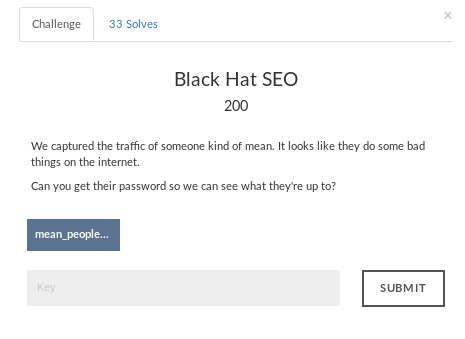 Challenge
33 Solves
×
Black Hat SEO
200
We captured the traffic of someone kind of mean. It looks like they do some bad
things on the internet.
Can you get their password so we can see what they're up to?
mean_people...
Key
SUBMIT